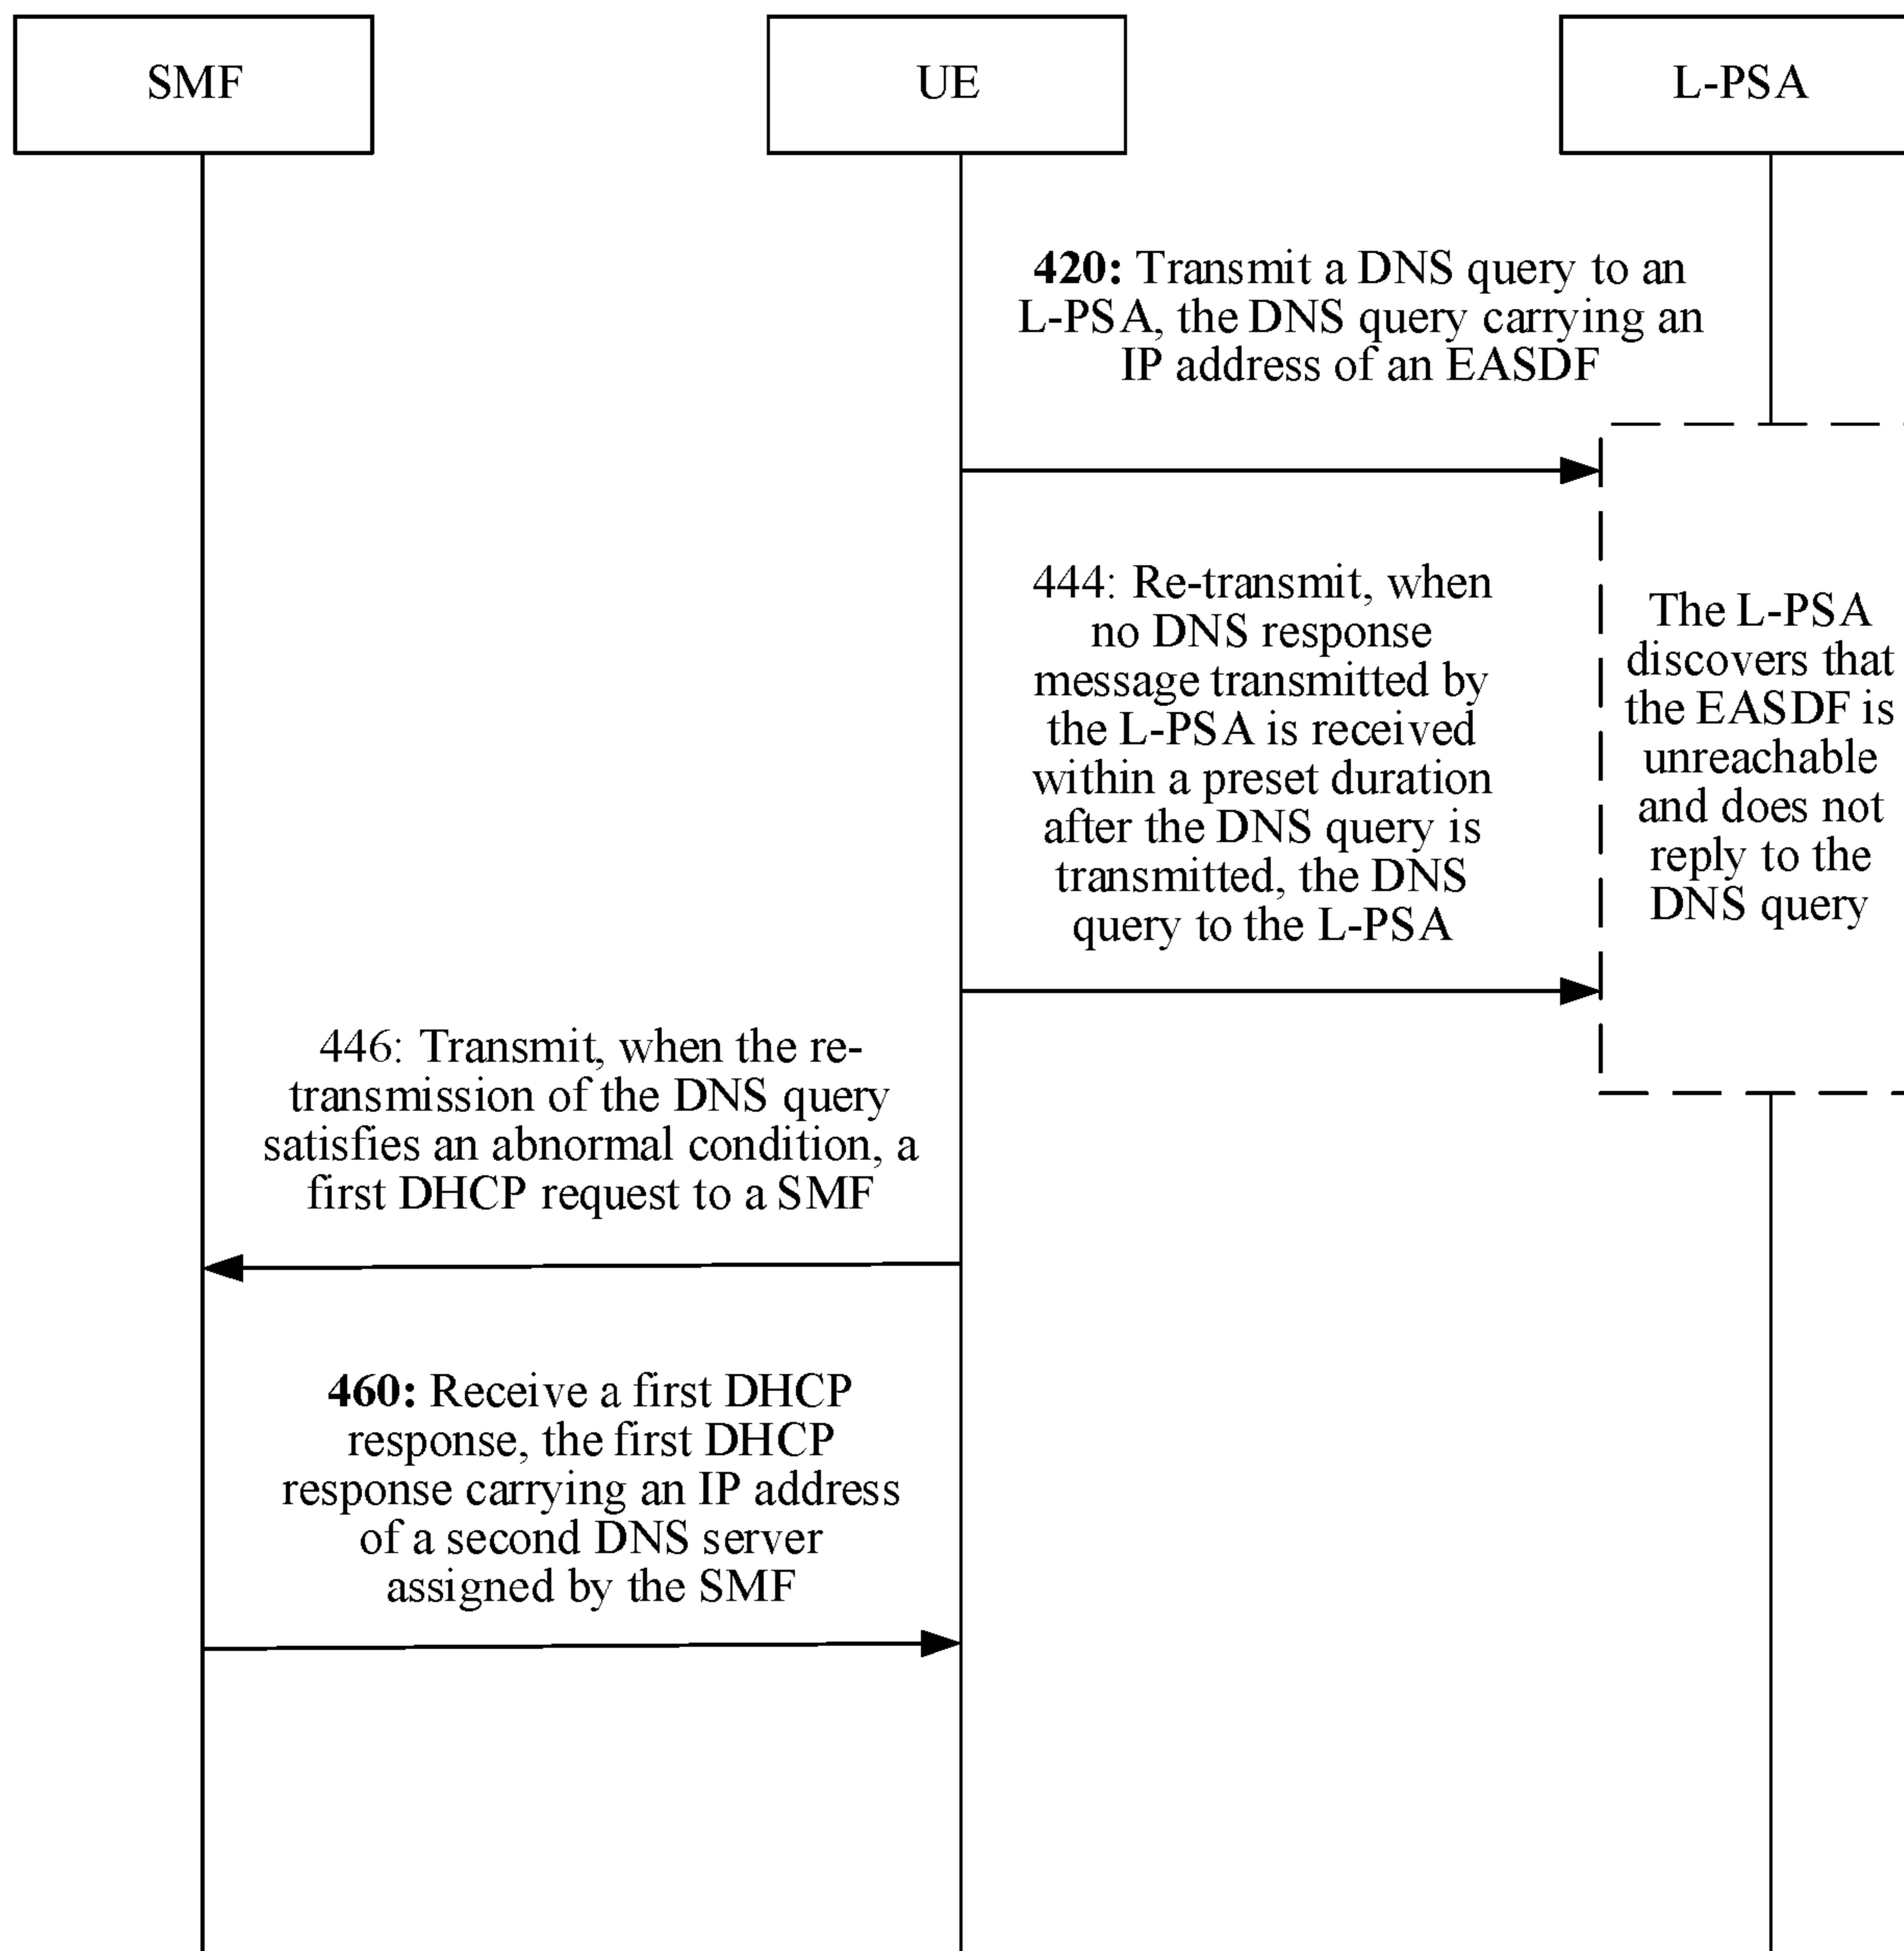 SMF
UE
L-PSA
420: Transmit a DNS query to an
L-PSA, the DNS query carrying an
IP address of an EASDF
444: Re-transmit, when
no DNS response
message transmitted by
the L-PSA is received
within a preset duration
after the DNS query is
transmitted, the DNS
query to the L-PSA
The L-PSA
discovers that
the EASDF is
unreachable
and does not
reply to the
DNS query
446: Transmit, when the re-
transmission of the DNS query
satisfies an abnormal condition, a
first DHCP request to a SMF
460: Receive a first DHCP
response, the first DHCP
response carrying an IP address
of a second DNS server
assigned by the SMF